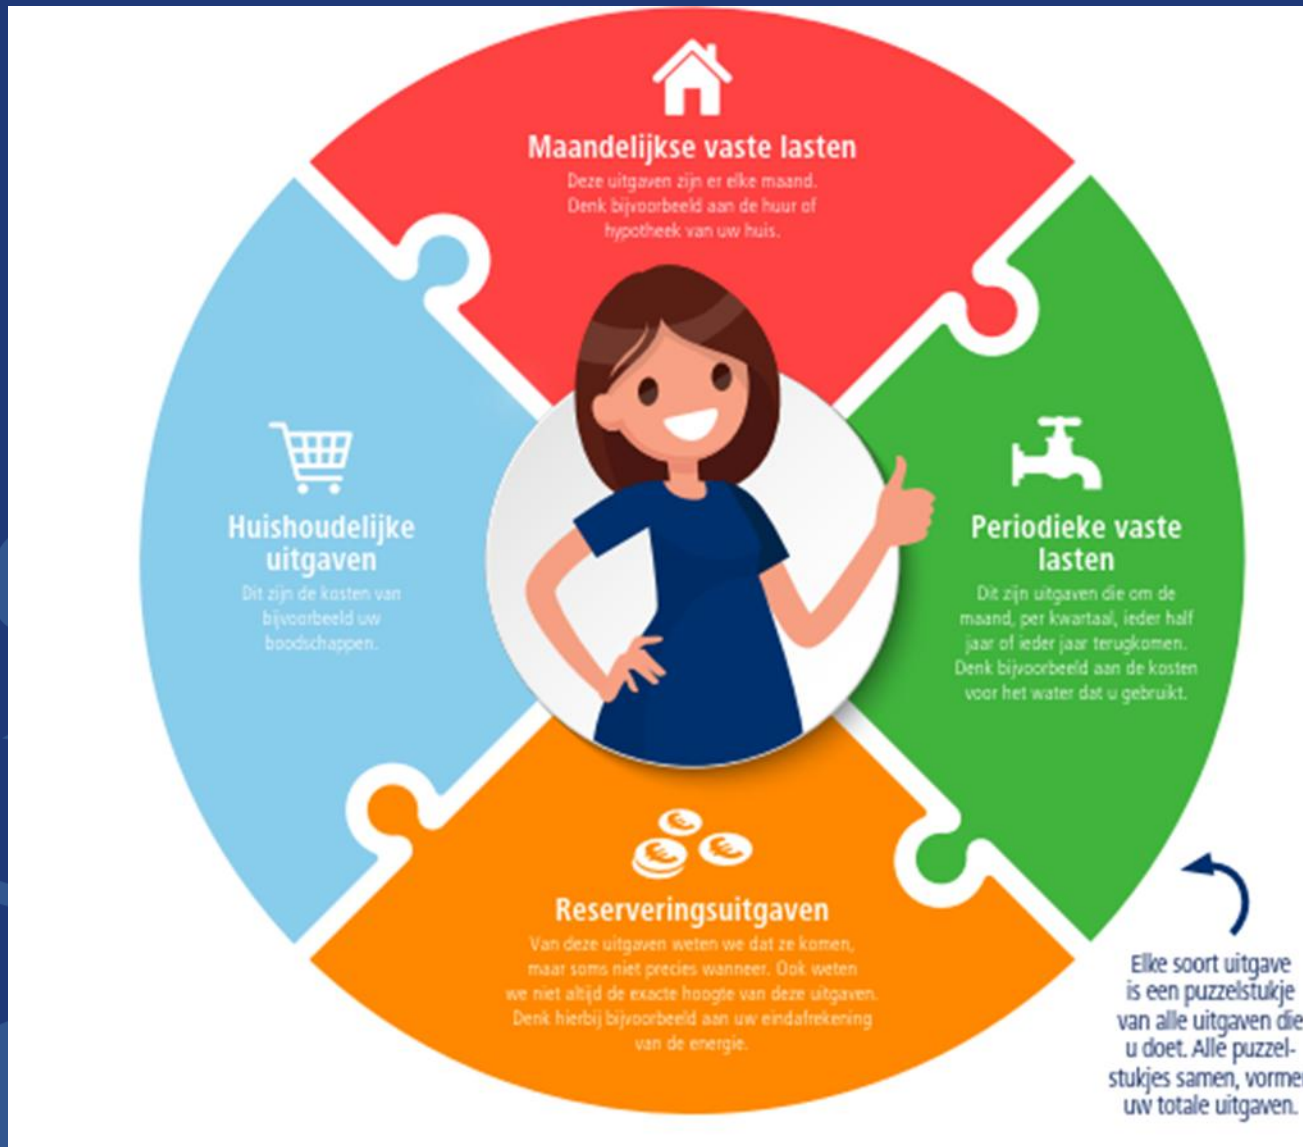 Maandelijkse vaste lasten
Deze uitgaven zijn er elke maand.
Denk bijvoorbeeld aan de huur of
hypotheek van uw huis.
Huishoudelijke
uitgaven
Dit zijn de kosten van
bijvoorbeeld uw
boodschappen.
Periodieke vaste
lasten
Dit zijn uitgaven die om de
maand, per kwartaal, ieder half
jaar of ieder jaar terugkomen.
Denk bijvoorbeeld aan de kosten
voor het water dat u gebruikt.
Reserveringsuitgaven
Van deze uitgaven weten we dat ze komen,
maar soms niet precies wanneer. Ook weten
we niet altijd de exacte hoogte van deze uitgaven.
Denk hierbij bijvoorbeeld aan uw eindafrekening
van de energie.
Elke soort uitgave
is een puzzelstukje
van alle uitgaven die
u doet. Alle puzzel-
stukjes samen, vormen
uw totale uitgaven.